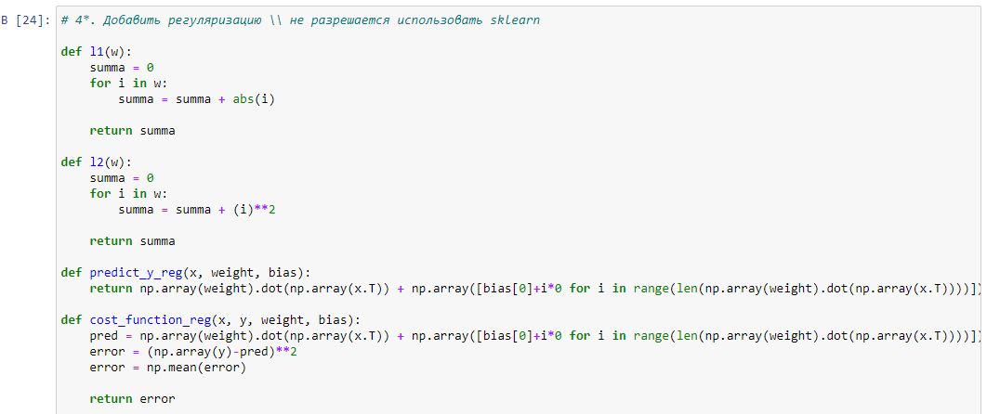 В [24]: # 4*. Добавить регуляризацию \\ не разрешается использовать sklearn
def l1(w):
    summa = 0
    for i in w:
        summa = summa + abs(i)
    return summa
def l2(w):
    summa = 0
    for i in w:
        summa = summa + (i)**2
    return summa
def predict_y_reg(x, weight, bias):
    return np.array(weight).dot(np.array(x.T)) + np.array([bias[0]+i*0 for i in range(len(np.array(weight).dot(np.array(x.T))))])
def cost_function_reg(x, y, weight, bias):
    pred = np.array(weight).dot(np.array(x.T)) + np.array([bias[0]+i*0 for i in range(len(np.array(weight).dot(np.array(x.T))))])
    error = (np.array(y)-pred)**2
    error = np.mean(error)
    return error